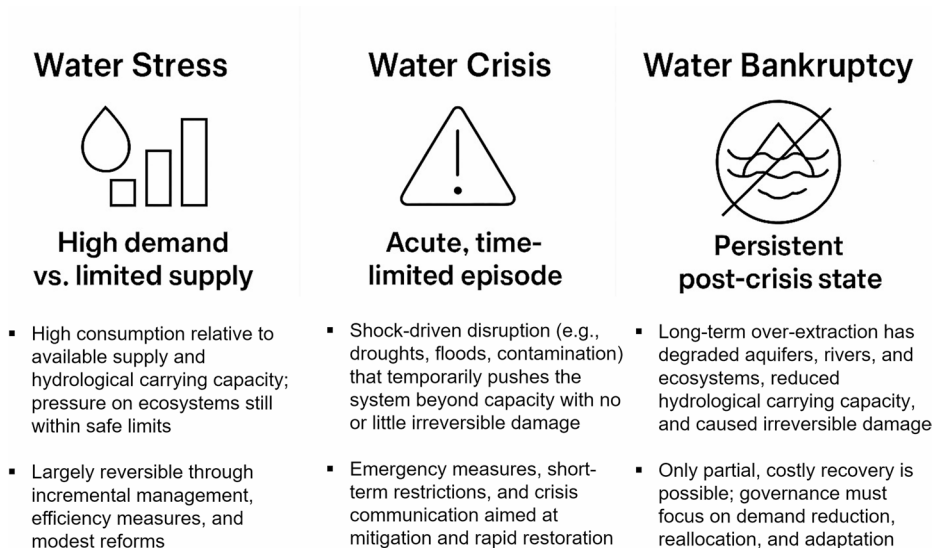 Water Stress
High demand
vs. limited supply
▪ High consumption relative to
available supply and
hydrological carrying capacity;
pressure on ecosystems still
within safe limits
▪ Largely reversible through
incremental management,
efficiency measures, and
modest reforms
Water Crisis
Acute, time-
limited episode
▪ Shock-driven disruption (e.g.,
droughts, floods, contamination)
that temporarily pushes the
system beyond capacity with no
or little irreversible damage
▪ Emergency measures, short-
term restrictions, and crisis
communication aimed at
mitigation and rapid restoration
Water Bankruptcy
Persistent
post-crisis state
▪ Long-term over-extraction has
degraded aquifers, rivers, and
ecosystems, reduced
hydrological carrying capacity,
and caused irreversible damage
▪ Only partial, costly recovery is
possible; governance must
focus on demand reduction,
reallocation, and adaptation